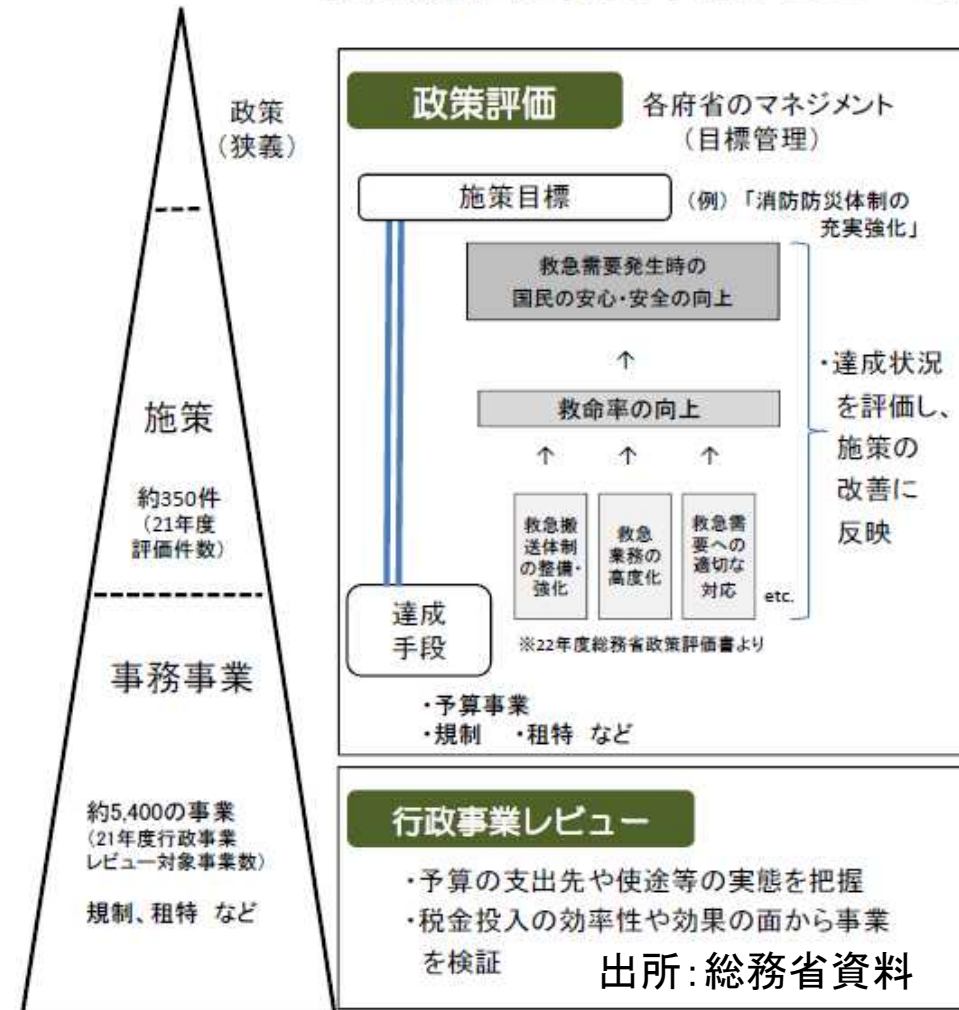 政策
（狭義）
施策
約350件
（21年度
評価件数）
事務事業
約5,400の事業
（21年度行政事業
レビュー対象事業数）
規制、租特 など
政策評価
各府省のマネジメント
（目標管理）
施策目標
（例）「消防防災体制の
充実強化」
救急需要発生時の
国民の安心・安全の向上
↑
救命率の向上
↑ ↑ ↑
救急搬
送体制
の整備・
強化
救急
業務の
高度化
救急需
要への
適切な
対応
etc.
※22年度総務省政策評価書より
・達成状況
を評価し、
施策の
改善に
反映
達成
手段
・予算事業
・規制 ・租特 など
行政事業レビュー
・予算の支出先や使途等の実態を把握
・税金投入の効率性や効果の面から事業
を検証
出所：総務省資料